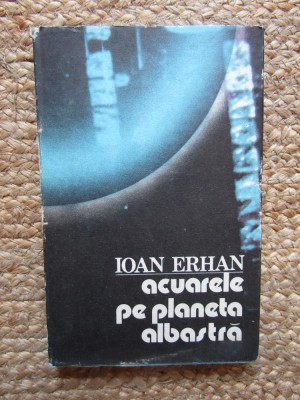 IOAN ERHAN
acuarele
pe planeta
albastră